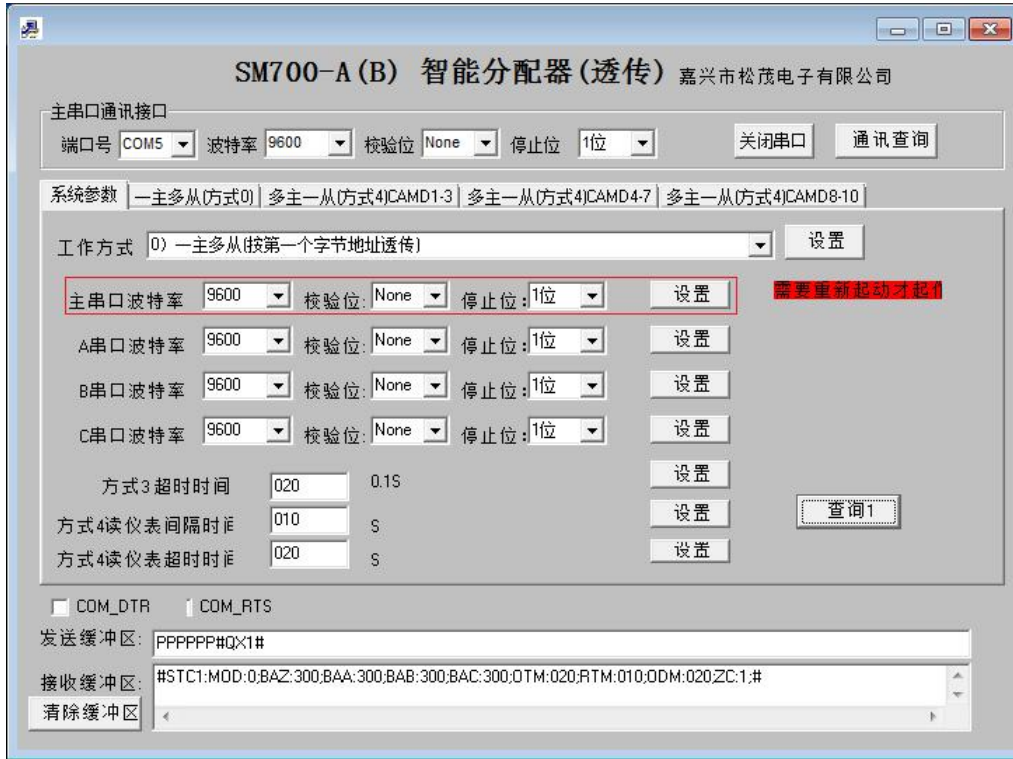 SM700-A(B) 智能分配器(透传) 嘉兴市松茂电子有限公司
主串口通讯接口
端口号 COM5 波特率 9600 校验位 None 停止位 1位 关闭串口 通讯查询
系统参数 一主多从(方式0) 多主一从(方式4)CAMD1-3 多主一从(方式4)CAMD4-7 多主一从(方式4)CAMD8-10
工作方式 0) 一主多从(按第一个字节地址透传) 设置
主串口波特率 9600 校验位: None 停止位: 1位 设置 需要重新起动才起作
A串口波特率 9600 校验位: None 停止位: 1位 设置
B串口波特率 9600 校验位: None 停止位: 1位 设置
C串口波特率 9600 校验位: None 停止位: 1位 设置
方式3超时时间 020 0.1S 设置
方式4读仪表间隔时间 010 S 设置 查询1
方式4读仪表超时时间 020 S 设置
COM_DTR COM_RTS
发送缓冲区: PPPPPP#QX1#
接收缓冲区: #STC1:MOD:0;BAZ:300;BAA:300;BAB:300;BAC:300;OTM:020;RTM:010;ODM:020;ZC:1;#
清除缓冲区